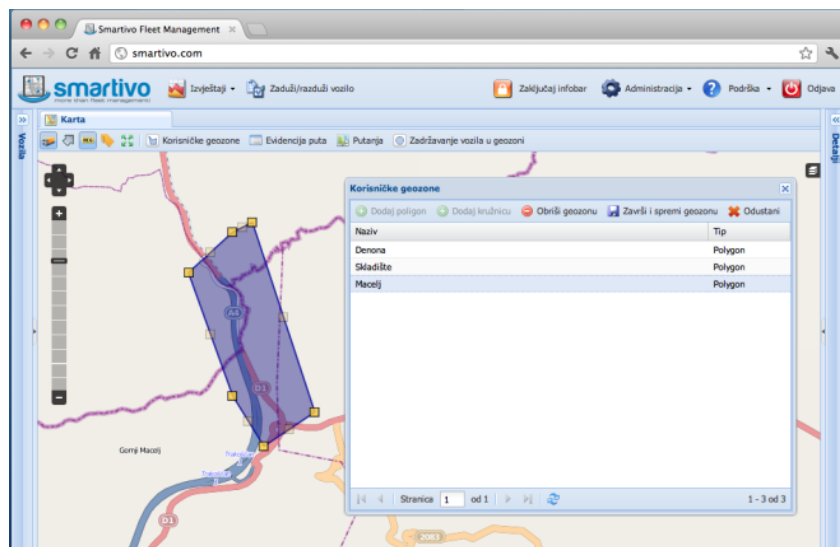 Smartivo Fleet Management
smartivo.com
smartivo
more than fleet management!
Izvještaji
Zaduži/razduži vozilo
Zaključaj infobar
Administracija
Podrška
Odjava
Vozila
Karta
Detalji
Korisničke geozone
Evidencija puta
Putanja
Zadržavanje vozila u geozoni
Korisničke geozone
Dodaj poligon
Dodaj kružnicu
Obriši geozonu
Završi i spremi geozonu
Odustani
Naziv
Tip
Denona
Polygon
Skladište
Polygon
Macelj
Polygon
A4
D1
Gornji Macelj
D1
2083
Stranica 1 od 1
1 - 3 od 3